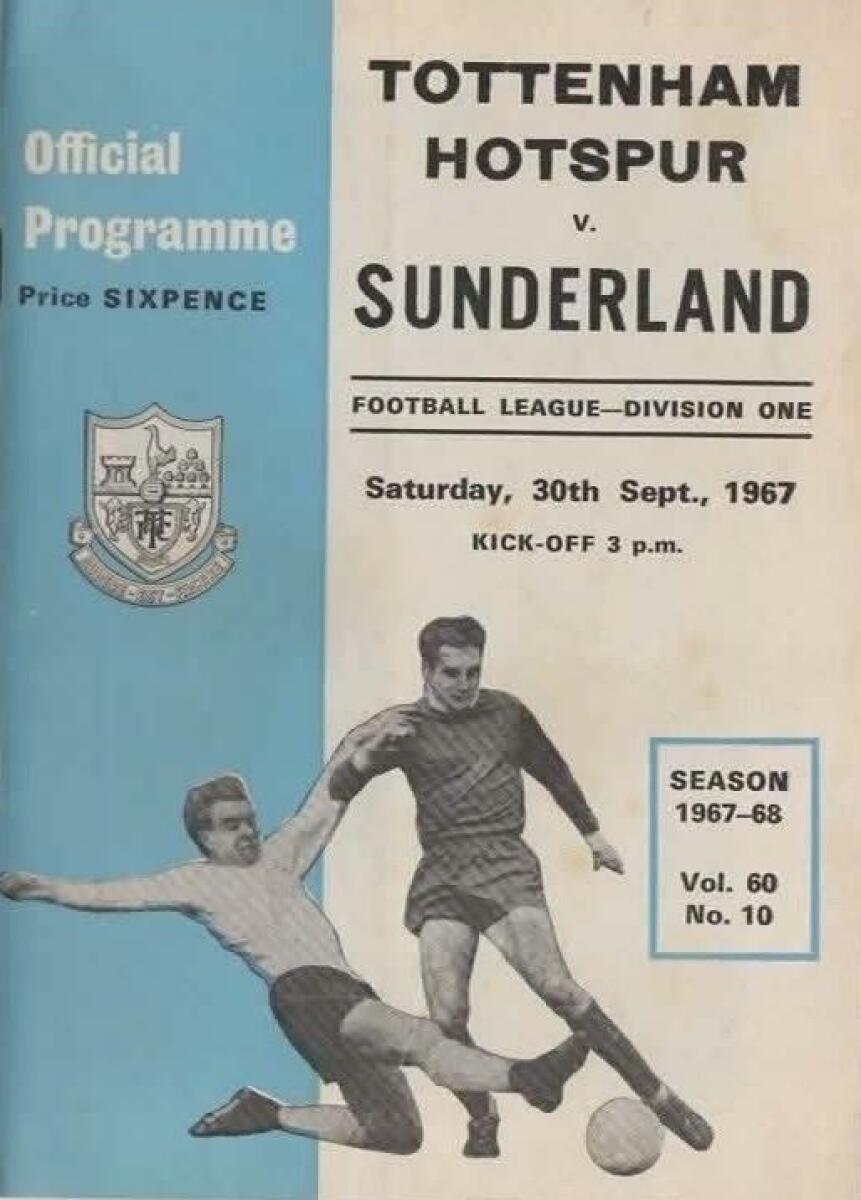 Official
Programme
Price SIXPENCE
TOTTENHAM
HOTSPUR
v.
SUNDERLAND
FOOTBALL LEAGUE—DIVISION ONE
Saturday, 30th Sept., 1967
KICK-OFF 3 p.m.
SEASON
1967–68
Vol. 60
No. 10